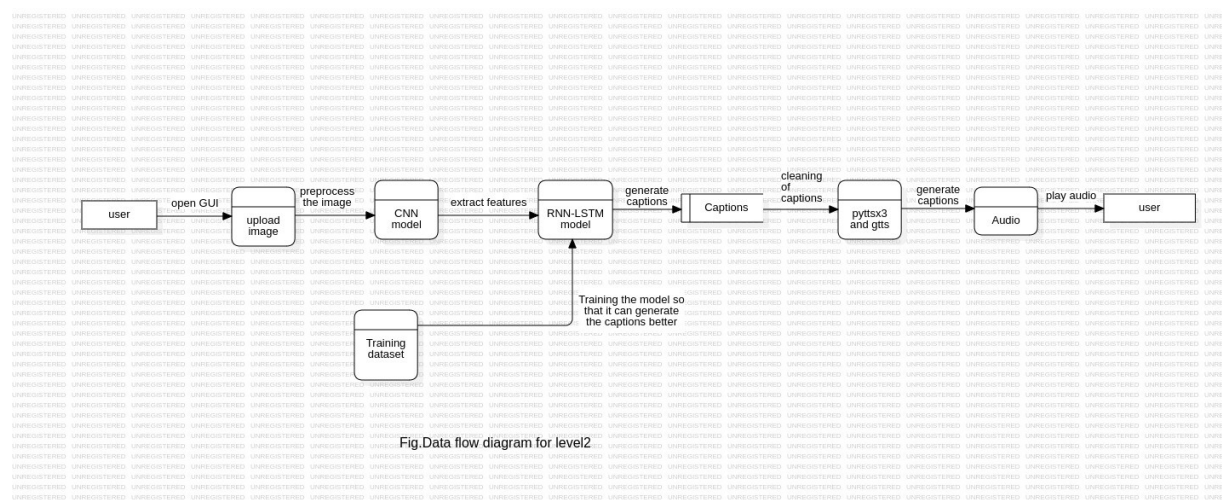 user
open GUI
upload
image
preprocess
the image
CNN
model
extract features
RNN-LSTM
model
generate
captions
Captions
cleaning
of
captions
pyttsx3
and gtts
generate
captions
Audio
play audio
user
Training the model so
that it can generate
the captions better
Training
dataset
Fig.Data flow diagram for level2
UNREGISTERED